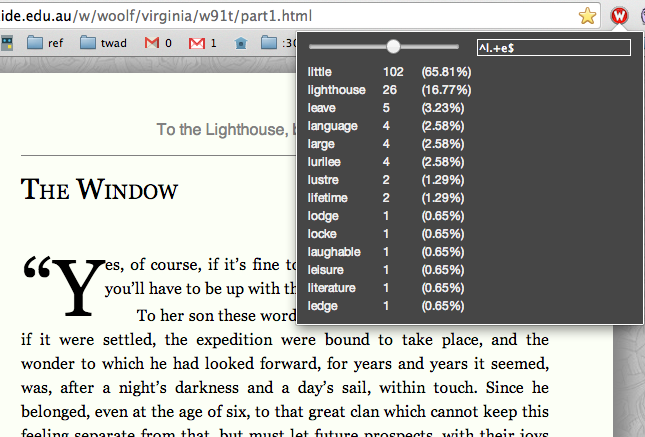 ide.edu.au/w/woolf/virginia/w91t/part1.html
W
ref twad 0 1 :30
^l.+e$
little 102 (65.81%)
lighthouse 26 (16.77%)
leave 5 (3.23%)
language 4 (2.58%)
large 4 (2.58%)
lurilee 4 (2.58%)
lustre 2 (1.29%)
lifetime 2 (1.29%)
lodge 1 (0.65%)
locke 1 (0.65%)
laughable 1 (0.65%)
leisure 1 (0.65%)
literature 1 (0.65%)
ledge 1 (0.65%)
To the Lighthouse,
The Window
“Yes, of course, if it’s fine to
you’ll have to be up with th
To her son these word
if it were settled, the expedition were bound to take place, and the
wonder to which he had looked forward, for years and years it seemed,
was, after a night’s darkness and a day’s sail, within touch. Since he
belonged, even at the age of six, to that great clan which cannot keep this
feeling separate from that, but must let future prospects, with their joys